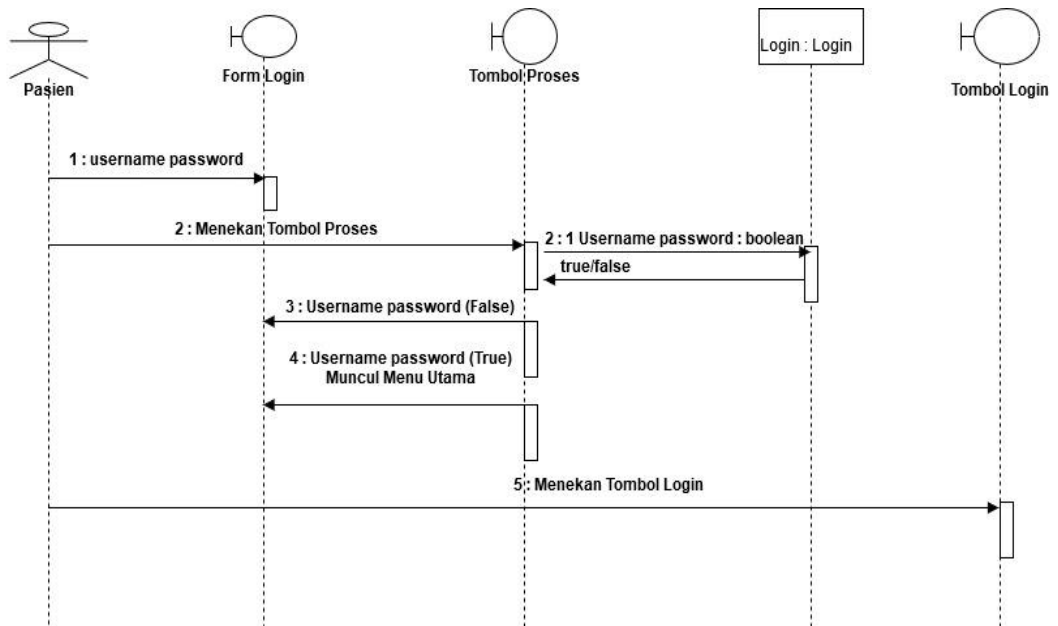 Login : Login
Form Login
Tombol Proses
Pasien
Tombol Login
1 : username password
2 : Menekan Tombol Proses
2 : 1 Username password : boolean
true/false
3 : Username password (False)
4 : Username password (True)
Muncul Menu Utama
5 : Menekan Tombol Login